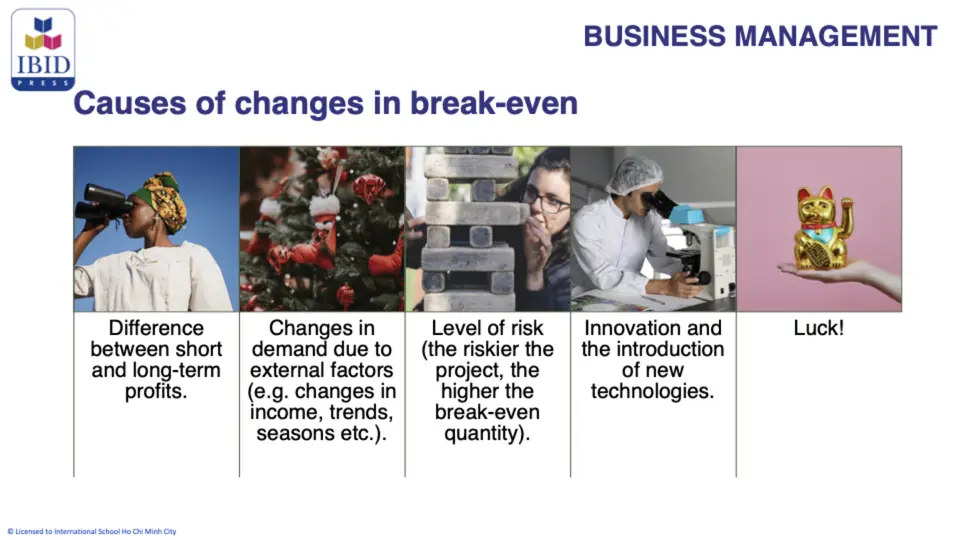 IBID
PRESS
BUSINESS MANAGEMENT
Causes of changes in break-even
Difference
between short
and long-term
profits.
Changes in
demand due to
external factors
(e.g. changes in
income, trends,
seasons etc.).
Level of risk
(the riskier the
project, the
higher the
break-even
quantity).
Innovation and
the introduction
of new
technologies.
Luck!
© Licensed to International School Ho Chi Minh City